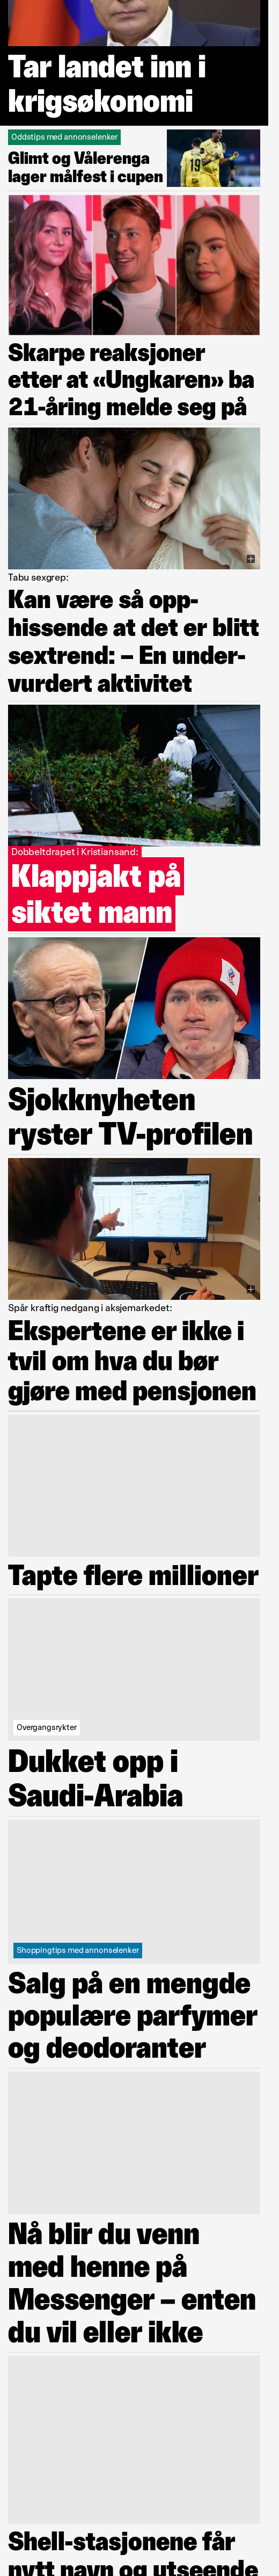 Tar landet inn i
krigsøkonomi
Oddstips med annonselenker
Glimt og Vålerenga
lager målfest i cupen
19
Skarpe reaksjoner
etter at «Ungkaren» ba
21-åring melde seg på
Tabu sexgrep:
Kan være så opp-
hissende at det er blitt
sextrend: – En under-
vurdert aktivitet
Dobbeltdrapet i Kristiansand:
Klappjakt på
siktet mann
Sjokknyheten
ryster TV-profilen
Spår kraftig nedgang i aksjemarkedet:
Ekspertene er ikke i
tvil om hva du bør
gjøre med pensjonen
Tapte flere millioner
Overgangsrykter
Dukket opp i
Saudi-Arabia
Shoppingtips med annonselenker
Salg på en mengde
populære parfymer
og deodoranter
Nå blir du venn
med henne på
Messenger – enten
du vil eller ikke
Shell-stasjonene får
nytt navn og utseende